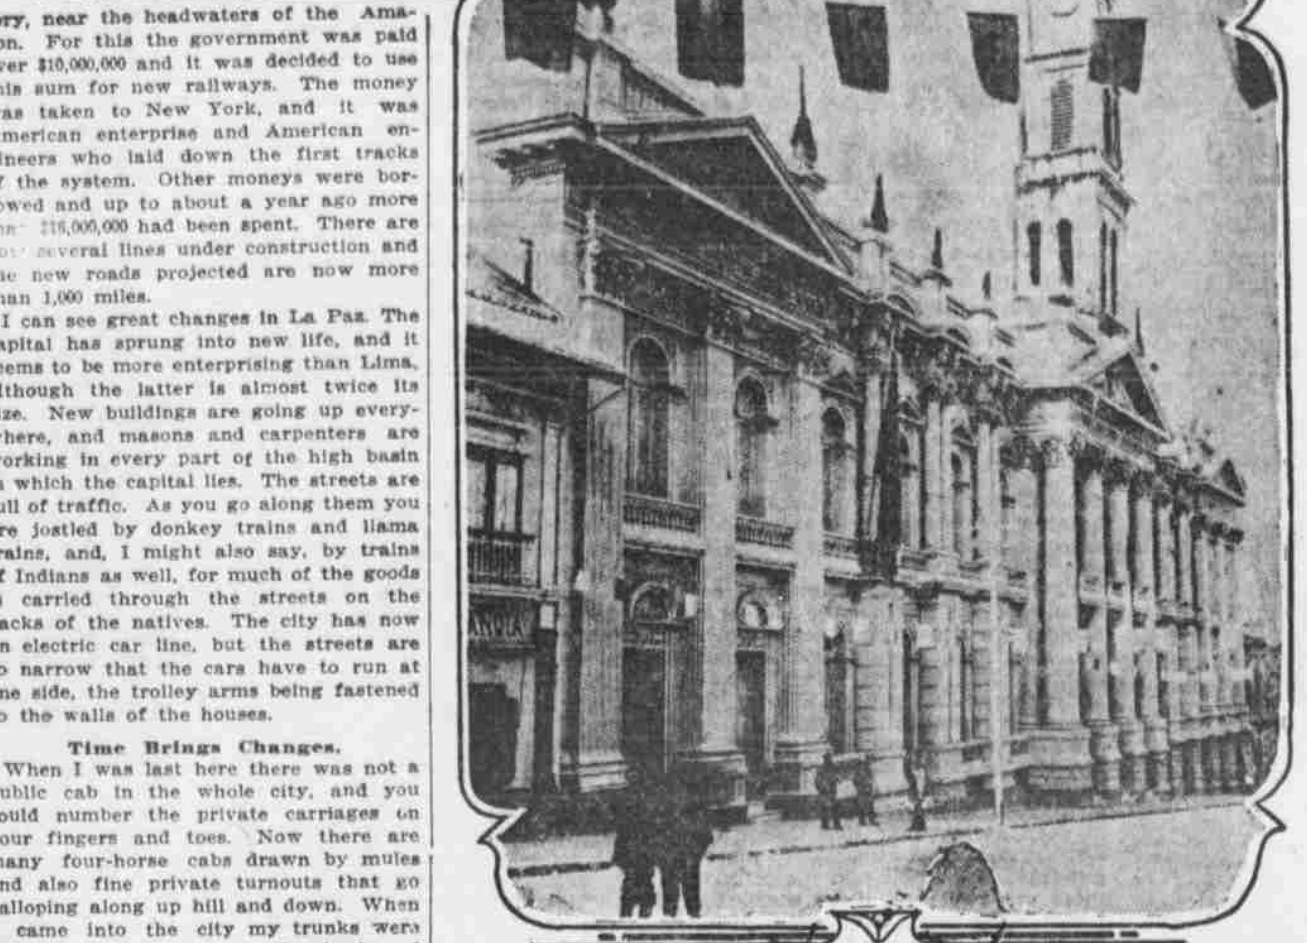 ory, near the headwaters of the Ama-
on. For this the government was paid
ver $10,000,000 and it was decided to use
his sum for new railways. The money
as taken to New York, and it was
merican enterprise and American en-
ineers who laid down the first tracks
f the system. Other moneys were bor-
owed and up to about a year ago more
$16,000,000 had been spent. There are
several lines under construction and
he new roads projected are now more
han 1,000 miles.
I can see great changes in La Paz. The
apital has sprung into new life, and it
eems to be more enterprising than Lima,
lthough the latter is almost twice its
ize. New buildings are going up every-
here, and masons and carpenters are
orking in every part of the high basin
n which the capital lies. The streets are
ull of traffic. As you go along them you
re jostled by donkey trains and llama
rains, and, I might also say, by trains
f Indians as well, for much of the goods
s carried through the streets on the
acks of the natives. The city has now
n electric car line, but the streets are
o narrow that the cars have to run at
ne side, the trolley arms being fastened
o the walls of the houses.
Time Brings Changes.
When I was last here there was not a
ublic cab in the whole city, and you
ould number the private carriages on
our fingers and toes. Now there are
many four-horse cabs drawn by mules
nd also fine private turnouts that go
alloping along up hill and down. When
came into the city my trunks were